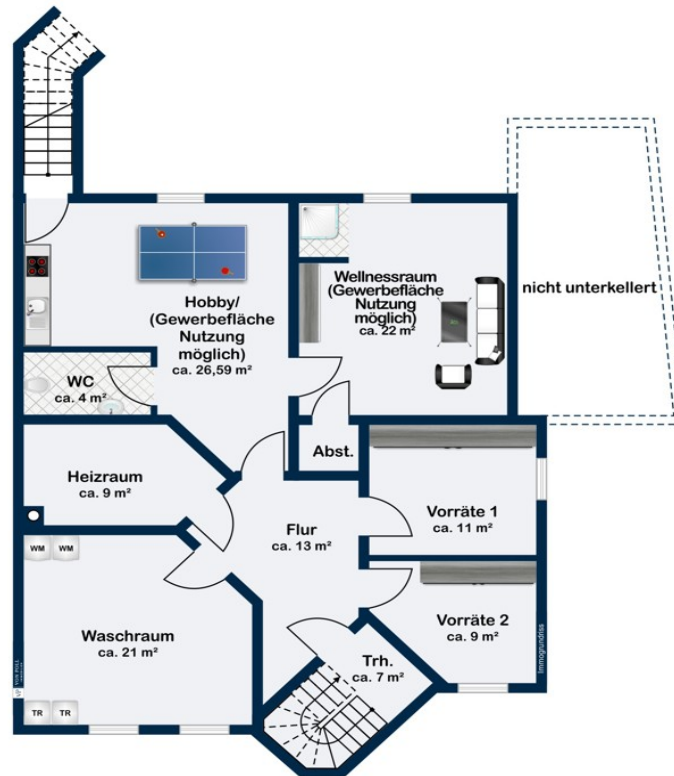 Hobby/
(Gewerbefläche
Nutzung
möglich)
ca. 26,59 m²
Wellnessraum
(Gewerbefläche
Nutzung
möglich)
ca. 22 m²
nicht unterkellert
WC
ca. 4 m²
Abst.
Heizraum
ca. 9 m²
Flur
ca. 13 m²
Vorräte 1
ca. 11 m²
WM WM
Waschraum
ca. 21 m²
Vorräte 2
ca. 9 m²
Trh.
ca. 7 m²
TR TR
Immogrundriss